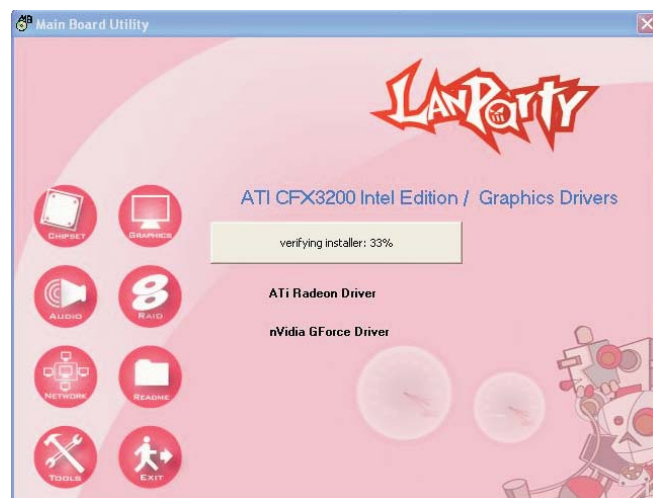 Main Board Utility
LANPARTY
ATI CFX3200 Intel Edition / Graphics Drivers
verifying installer: 33%
ATi Radeon Driver
nVidia GForce Driver
CHIPSET
GRAPHICS
AUDIO
RAID
NETWORK
README
TOOLS
EXIT